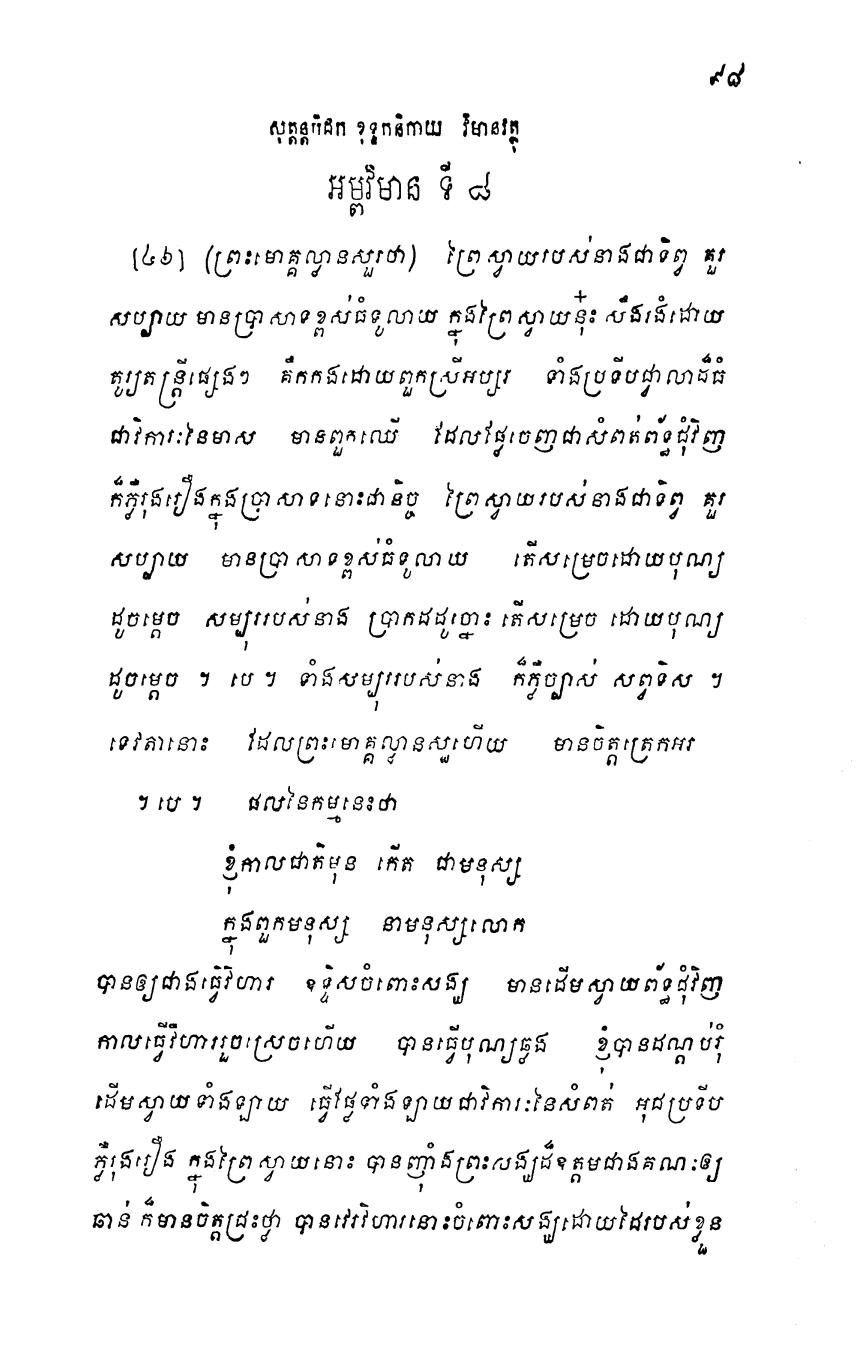 ៩៨
សុត្តន្តបិដក ខុទ្ទកនិកាយ វិមានវត្ថុ
អម្ពវិមាន ទី ៨
[៤៦] (ព្រះមោគ្គល្លានសួរថា) ព្រៃស្វាយរបស់នាងជាទិព្វ គួរ
សប្បាយ មានប្រាសាទខ្ពស់ធំទូលាយ ក្នុងព្រៃស្វាយនុ៎ះ សឹងរងំដោយ
តូរ្យតន្ត្រីផ្សេងៗ គឹកកងដោយពួកស្រីអប្សរ ទាំងប្រទីបជ្វាលាដ៏ធំ
ជាវិការៈនៃមាស មានពួកឈើ ដែលផ្លែចេញជាសំពត់ព័ទ្ធជុំវិញ
ក៏ភ្លឺរុងរឿងក្នុងប្រាសាទនោះជានិច្ច ព្រៃស្វាយរបស់នាងជាទិព្វ គួរ
សប្បាយ មានប្រាសាទខ្ពស់ធំទូលាយ តើសម្រេចដោយបុណ្យ
ដូចម្តេច សម្បុររបស់នាង ប្រាកដដូច្នោះ តើសម្រេច ដោយបុណ្យ
ដូចម្តេច ។ បេ ។ ទាំងសម្បុររបស់នាង ក៏ភ្លឺច្បាស់ សព្វទិស ។
ទេវតានោះ ដែលព្រះមោគ្គល្លានសួរហើយ មានចិត្តត្រេកអរ
។ បេ ។ ផលនៃកម្មនេះថា
ខ្ញុំកាលជាតិមុន កើត ជាមនុស្ស
ក្នុងពួកមនុស្ស នាមនុស្សលោក
បានឲ្យជាងធ្វើវិហារ ឧទ្ទិសចំពោះសង្ឃ មានដើមស្វាយព័ទ្ធជុំវិញ
កាលធ្វើវិហាររួចស្រេចហើយ បានធ្វើបុណ្យឆ្លង ខ្ញុំបានដណ្តប់រុំ
ដើមស្វាយទាំងឡាយ ធ្វើផ្លែទាំងឡាយជាវិការៈនៃសំពត់ អុជប្រទីប
ភ្លឺរុងរឿង ក្នុងព្រៃស្វាយនោះ បានញ៉ាំងព្រះសង្ឃដ៏ឧត្តមជាងគណៈឲ្យ
ឆាន់ ក៏មានចិត្តជ្រះថ្លា បានវេរវិហារនោះចំពោះសង្ឃដោយដៃរបស់ខ្លួន